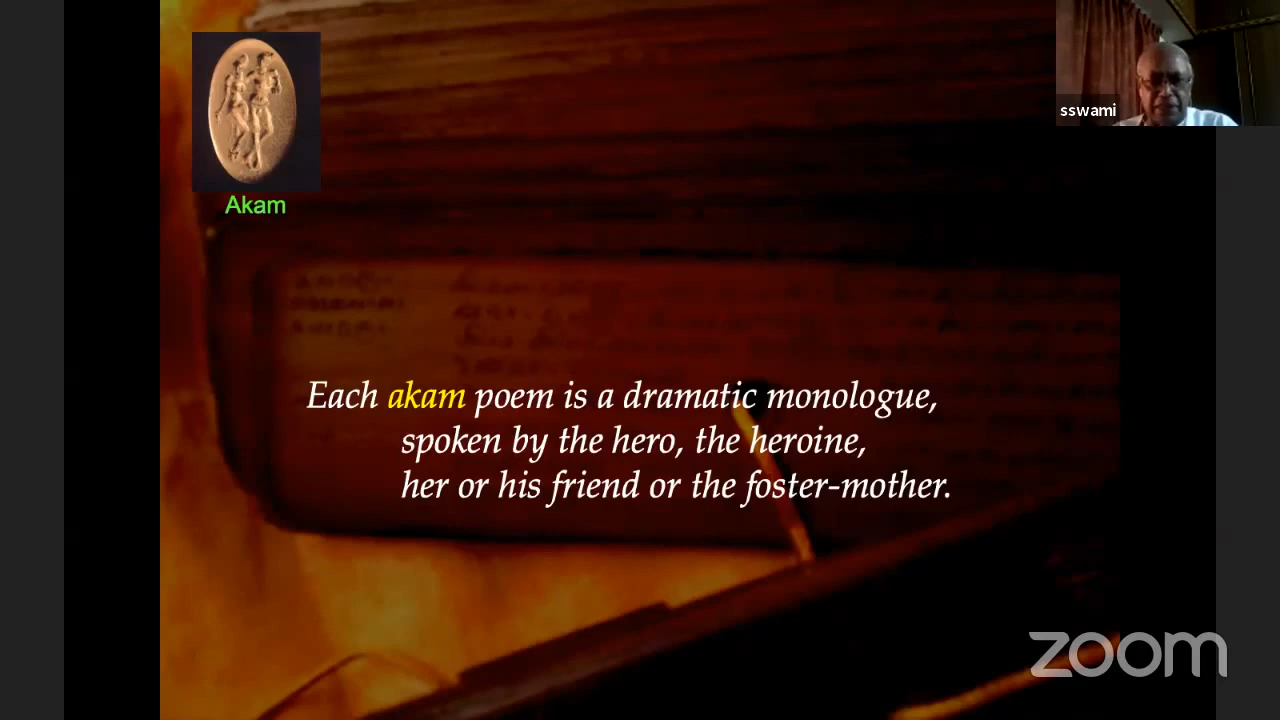 sswami
Akam
Each akam poem is a dramatic monologue,
spoken by the hero, the heroine,
her or his friend or the foster-mother.
zoom